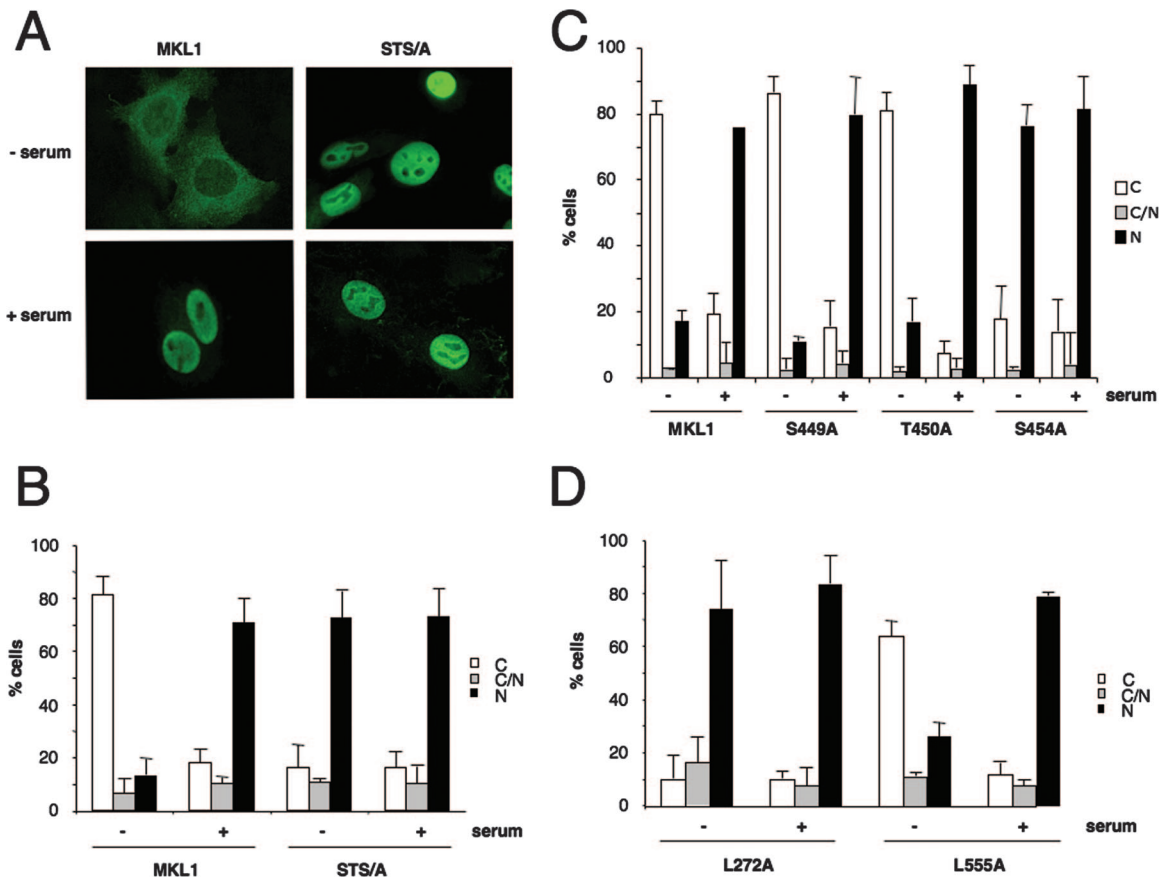 A
MKL1 STS/A
- serum
+ serum
B
100
80
60
40
20
0
% cells
C
C/N
N
- + - + serum
MKL1 STS/A
C
100
80
60
40
20
0
% cells
C
C/N
N
- + - + - + - + serum
MKL1 S449A T450A S454A
D
100
80
60
40
20
0
% cells
C
C/N
N
- + - + serum
L272A L555A